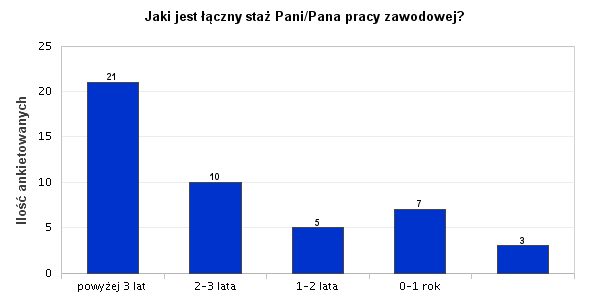 Jaki jest łączny staż Pani/Pana pracy zawodowej?
Ilość ankietowanych
25
20
15
10
5
0
21
10
5
7
3
powyżej 3 lat
2-3 lata
1-2 lata
0-1 rok